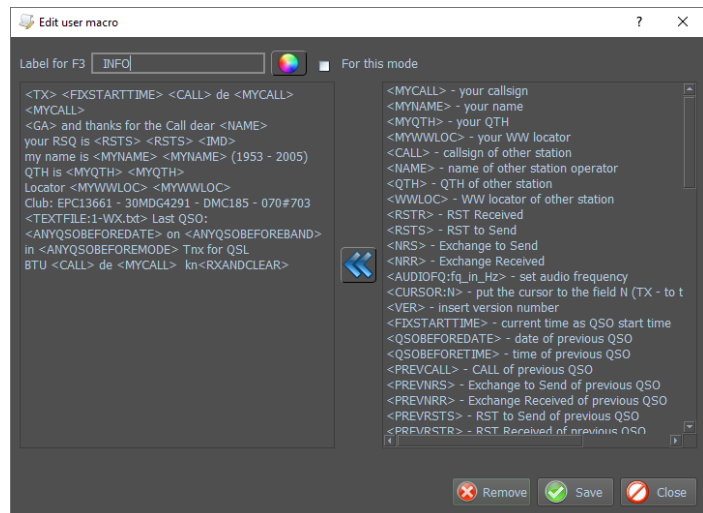 Edit user macro
Label for F3 INFO For this mode
<TX> <FIXSTARTTIME> <CALL> de <MYCALL>
<MYCALL>
<GA> and thanks for the Call dear <NAME>
your RSQ is <RSTS> <RSTS> <IMD>
my name is <MYNAME> <MYNAME> (1953 - 2005)
QTH is <MYQTH> <MYQTH>
Locator <MYWWLOC> <MYWWLOC>
Club: EPC13661 - 30MDG4291 - DMC185 - 070#703
<TEXTFILE:1-WX.txt> Last QSO:
<ANYQSOBEFOREDATE> on <ANYQSOBEFOREBAND>
in <ANYQSOBEFOREMODE> Tnx for QSL
BTU <CALL> de <MYCALL> kn<RXANDCLEAR>
<MYCALL> - your callsign
<MYNAME> - your name
<MYQTH> - your QTH
<MYWWLOC> - your WW locator
<CALL> - callsign of other station
<NAME> - name of other station operator
<QTH> - QTH of other station
<WWLOC> - WW locator of other station
<RSTR> - RST Received
<RSTS> - RST to Send
<NRS> - Exchange to Send
<NRR> - Exchange Received
<AUDIOFQ:fq_in_Hz> - set audio frequency
<CURSOR:N> - put the cursor to the field N (TX - to t
<VER> - insert version number
<FIXSTARTTIME> - current time as QSO start time
<QSOBEFOREDATE> - date of previous QSO
<QSOBEFORETIME> - time of previous QSO
<PREVCALL> - CALL of previous QSO
<PREVNRS> - Exchange to Send of previous QSO
<PREVNRR> - Exchange Received of previous QSO
<PREVRSTS> - RST to Send of previous QSO
<PREVRSTR> - RST Received of previous QSO
Remove Save Close